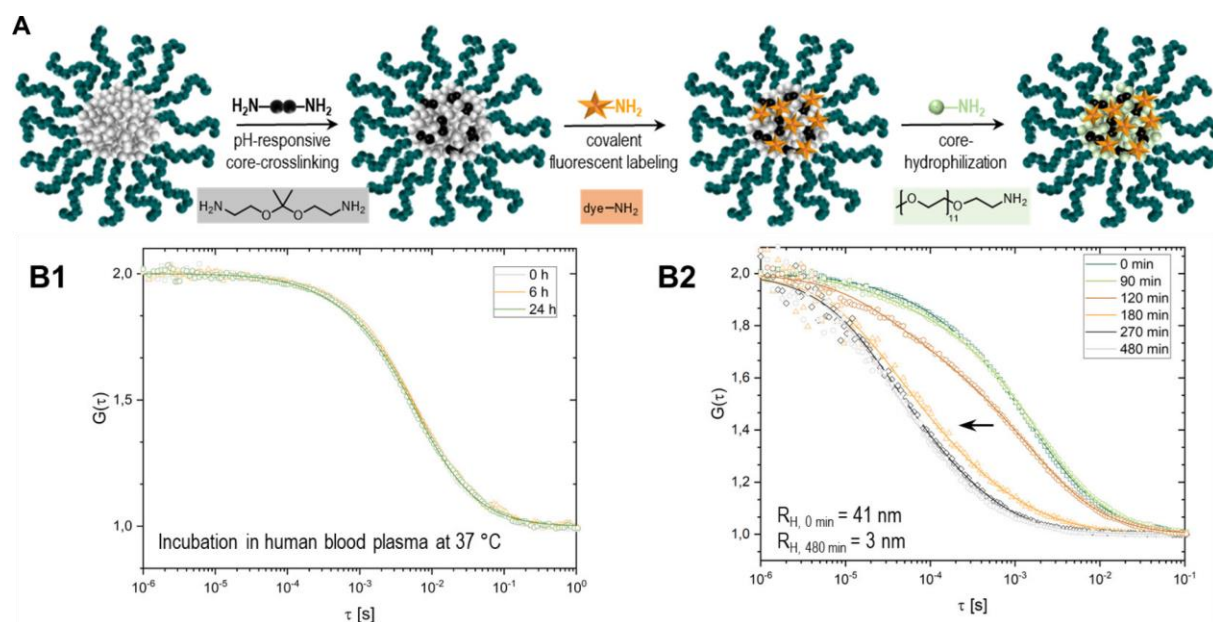 A
H₂N NH₂
pH-responsive
core-crosslinking
H₂N O O NH₂
NH₂
covalent
fluorescent labeling
dye–NH₂
NH₂
core-
hydrophilization
O 11 O NH₂
B1
2,0
1,5
1,0
G(τ)
0 h
6 h
24 h
Incubation in human blood plasma at 37 °C
10⁻⁶ 10⁻⁵ 10⁻⁴ 10⁻³ 10⁻² 10⁻¹ 10⁰
τ [s]
B2
2,0
1,8
1,6
1,4
1,2
1,0
G(τ)
0 min
90 min
120 min
180 min
270 min
480 min
R_H, 0 min = 41 nm
R_H, 480 min = 3 nm
10⁻⁶ 10⁻⁵ 10⁻⁴ 10⁻³ 10⁻² 10⁻¹
τ [s]